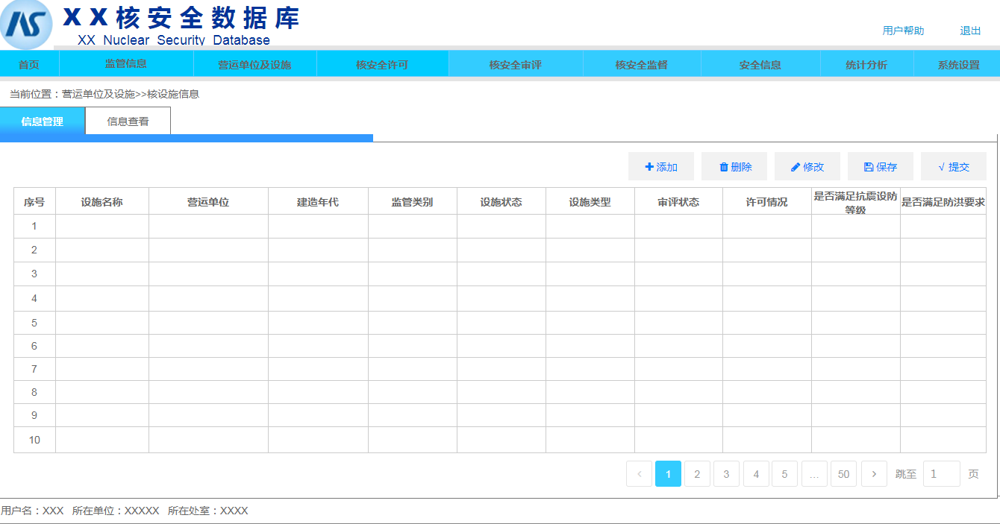 XX核安全数据库
XX Nuclear Security Database
用户帮助 退出
首页 监管信息 营运单位及设施 核安全许可 核安全审评 核安全监督 安全信息 统计分析 系统设置
当前位置：营运单位及设施>>核设施信息
信息管理 信息查看
添加 删除 修改 保存 √ 提交
序号 设施名称 营运单位 建造年代 监管类别 设施状态 设施类型 审评状态 许可情况 是否满足抗震设防等级 是否满足防洪要求
1
2
3
4
5
6
7
8
9
10
< 1 2 3 4 5 ... 50 > 跳至 1 页
用户名：XXX 所在单位：XXXXX 所在处室：XXXX